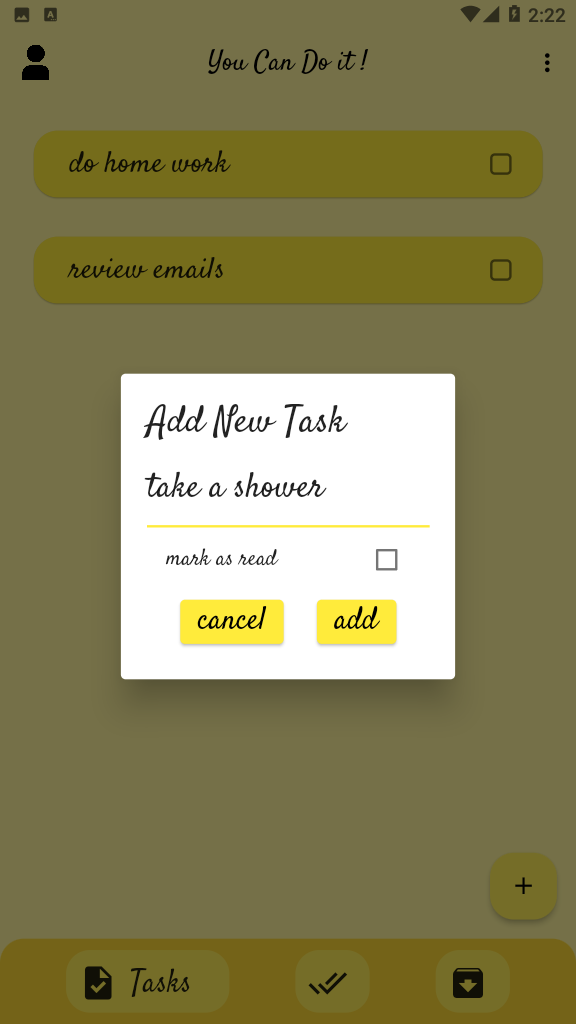 2:22
You Can Do it !
do home work
review emails
Add New Task
take a shower
mark as read
cancel add
Tasks